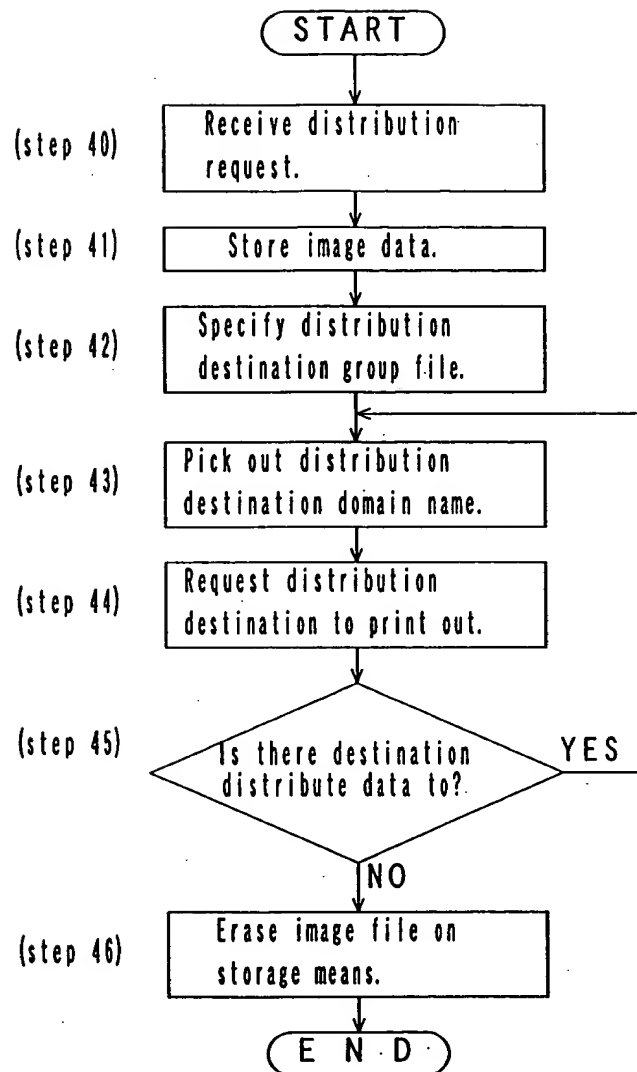 START
(step 40)
Receive distribution
request.
(step 41)
Store image data.
(step 42)
Specify distribution
destination group file.
(step 43)
Pick out distribution
destination domain name.
(step 44)
Request distribution
destination to print out.
(step 45)
Is there destination
distribute data to?
YES
NO
(step 46)
Erase image file on
storage means.
END